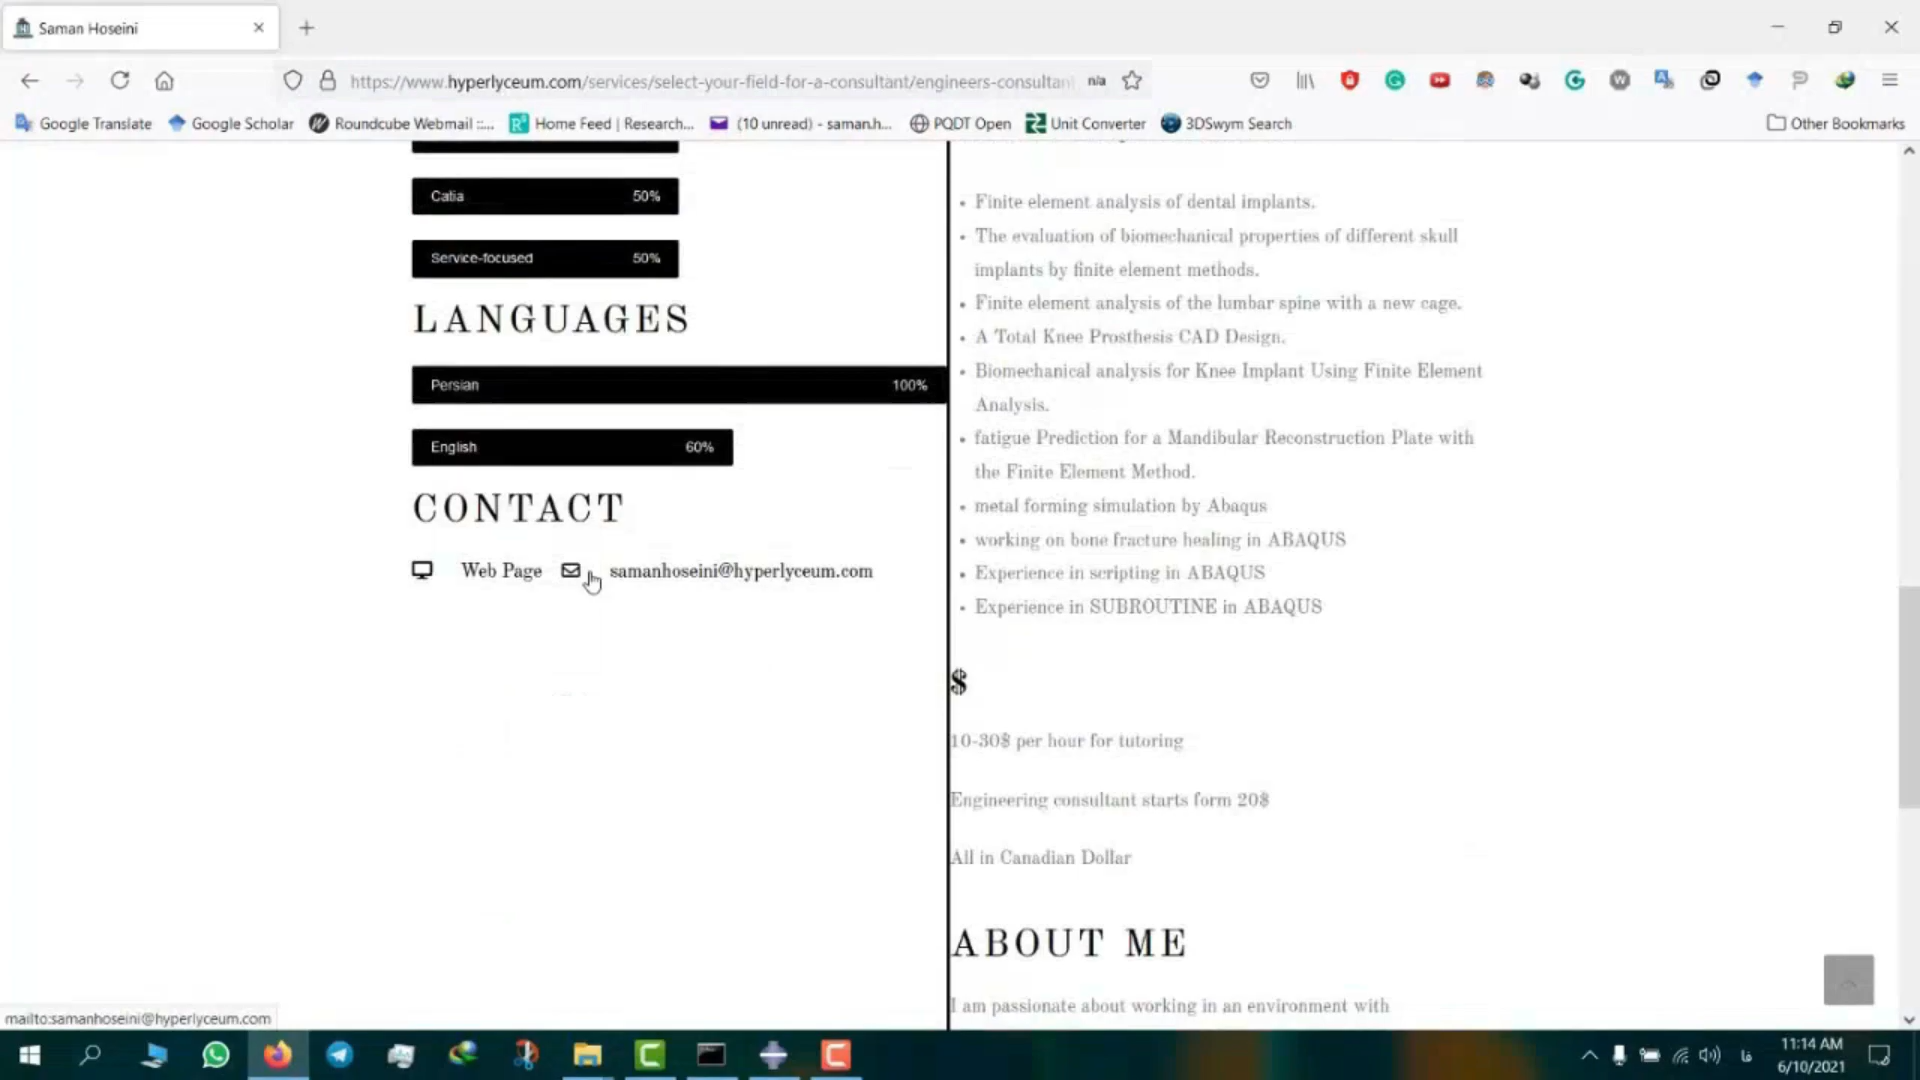 Saman Hoseini
https://www.hyperlyceum.com/services/select-your-field-for-a-consultant/engineers-consultan
n/a
Google Translate
Google Scholar
Roundcube Webmail ::...
Home Feed | Research...
(10 unread) - saman.h...
PQDT Open
Unit Converter
3DSwym Search
Other Bookmarks
Catia 50%
Service-focused 50%
LANGUAGES
Persian 100%
English 60%
CONTACT
Web Page samanhoseini@hyperlyceum.com
• Finite element analysis of dental implants.
• The evaluation of biomechanical properties of different skull
implants by finite element methods.
• Finite element analysis of the lumbar spine with a new cage.
• A Total Knee Prosthesis CAD Design.
• Biomechanical analysis for Knee Implant Using Finite Element
Analysis.
• fatigue Prediction for a Mandibular Reconstruction Plate with
the Finite Element Method.
• metal forming simulation by Abaqus
• working on bone fracture healing in ABAQUS
• Experience in scripting in ABAQUS
• Experience in SUBROUTINE in ABAQUS
$
10-30$ per hour for tutoring
Engineering consultant starts form 20$
All in Canadian Dollar
ABOUT ME
I am passionate about working in an environment with
mailto:samanhoseini@hyperlyceum.com
فا
11:14 AM
6/10/2021